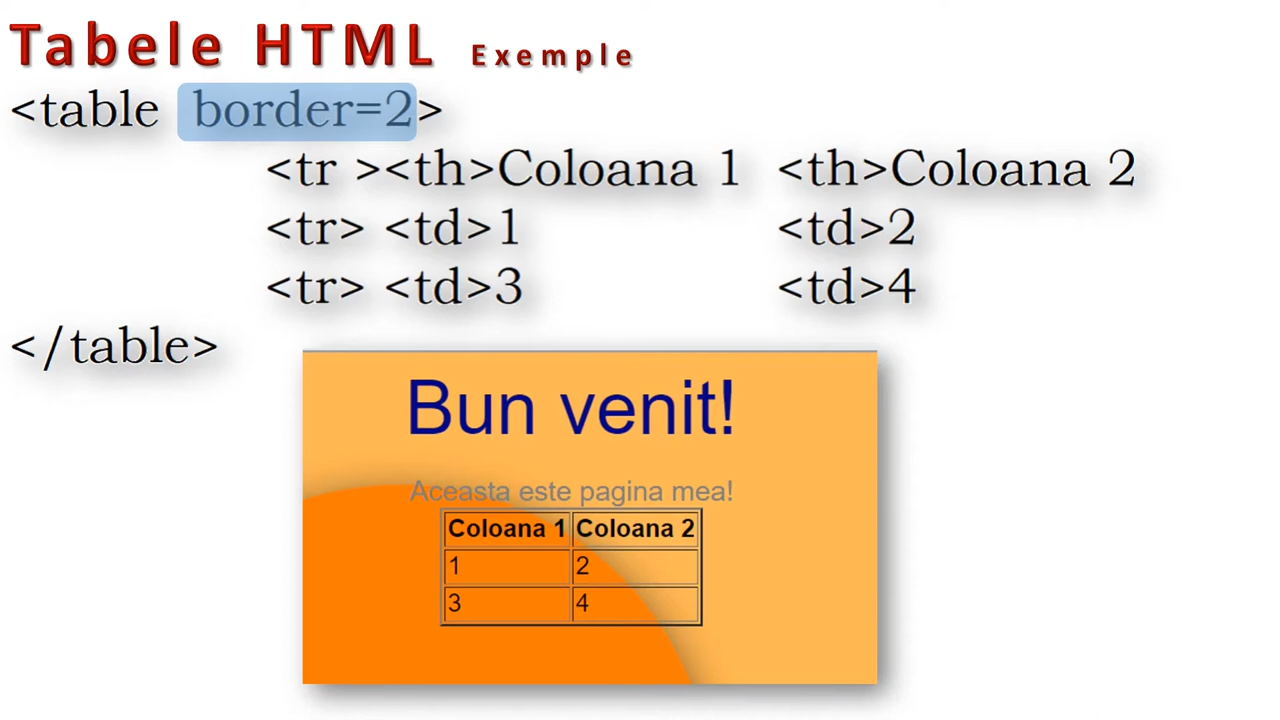 Tabele HTML Exemple
<table border=2>
<tr ><th>Coloana 1 <th>Coloana 2
<tr> <td>1 <td>2
<tr> <td>3 <td>4
</table>
Bun venit!
Aceasta este pagina mea!
Coloana 1 Coloana 2
1 2
3 4